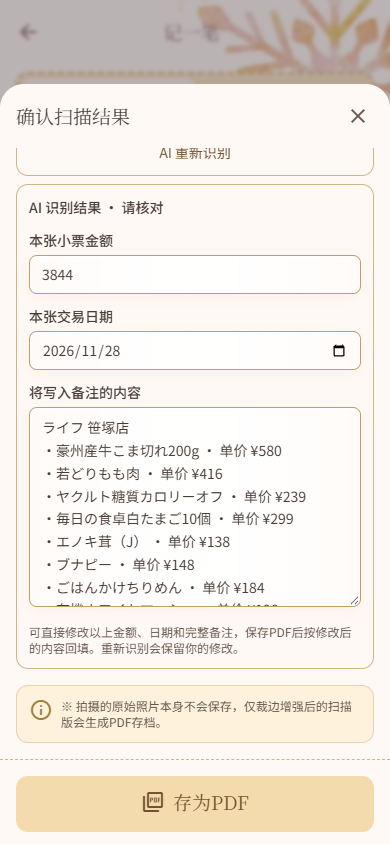 记一笔
确认扫描结果
AI 重新识别
AI 识别结果 · 请核对
本张小票金额
3844
本张交易日期
2026/11/28
将写入备注的内容
ライフ 笹塚店
・豪州産牛こま切れ200g · 单价 ¥580
・若どりもも肉 · 单价 ¥416
・ヤクルト糖質カロリーオフ · 单价 ¥239
・毎日の食卓白たまご10個 · 单价 ¥299
・エノキ茸（J） · 单价 ¥138
・ブナピー · 单价 ¥148
・ごはんかけちりめん · 单价 ¥184
可直接修改以上金额、日期和完整备注，保存PDF后按修改后
的内容回填。重新识别会保留你的修改。
※ 拍摄的原始照片本身不会保存，仅裁边增强后的扫描
版会生成PDF存档。
PDF 存为PDF